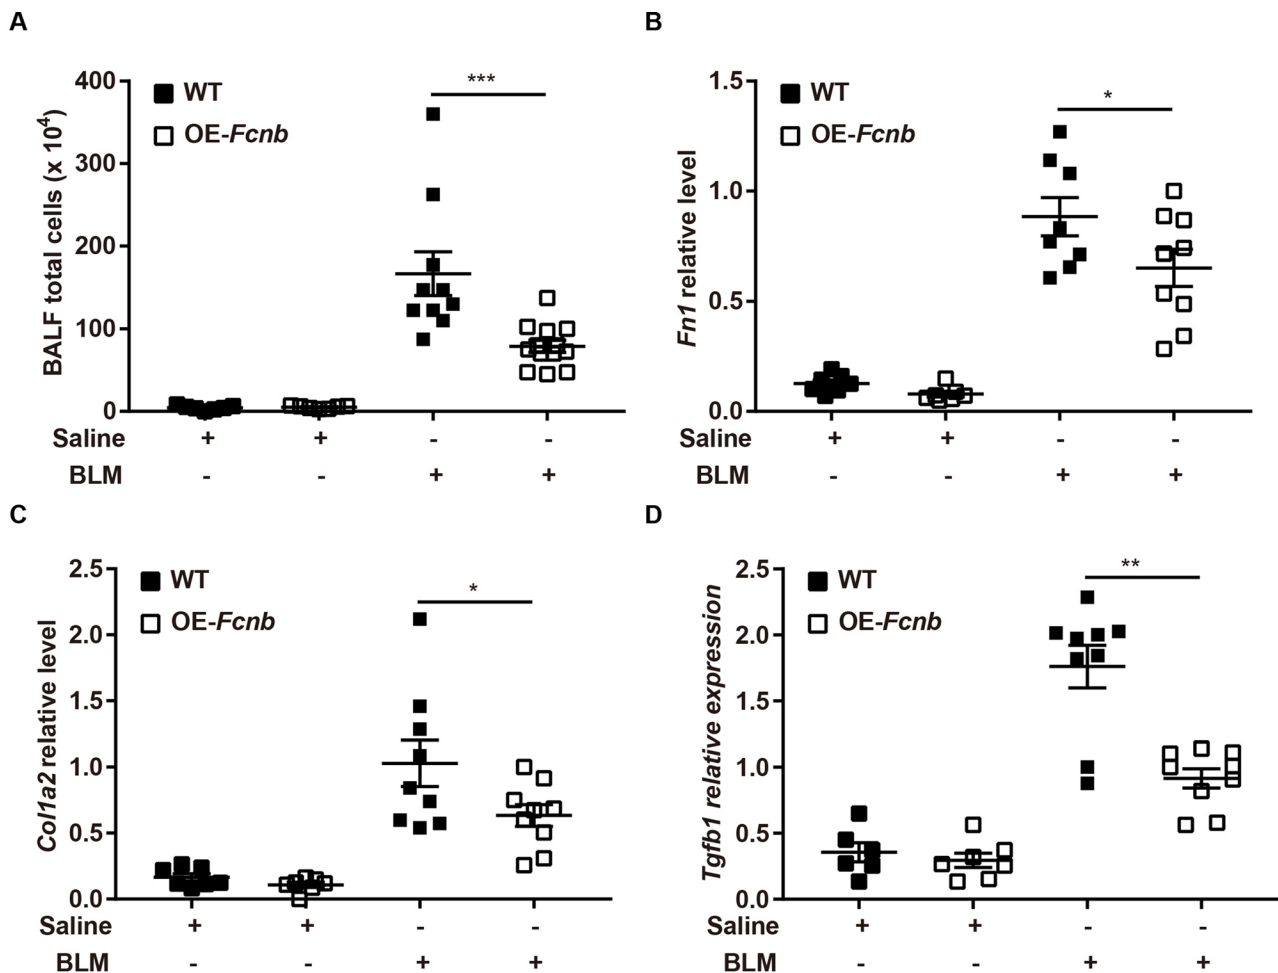 A
BALF total cells (x 10⁴)
400
300
200
100
0
WT
OE-Fcnb
***
Saline + + - -
BLM - - + +
B
Fn1 relative level
1.5
1.0
0.5
0.0
WT
OE-Fcnb
*
Saline + + - -
BLM - - + +
C
Col1a2 relative level
2.5
2.0
1.5
1.0
0.5
0.0
WT
OE-Fcnb
*
Saline + + - -
BLM - - + +
D
Tgfb1 relative expression
2.5
2.0
1.5
1.0
0.5
0.0
WT
OE-Fcnb
**
Saline + + - -
BLM - - + +